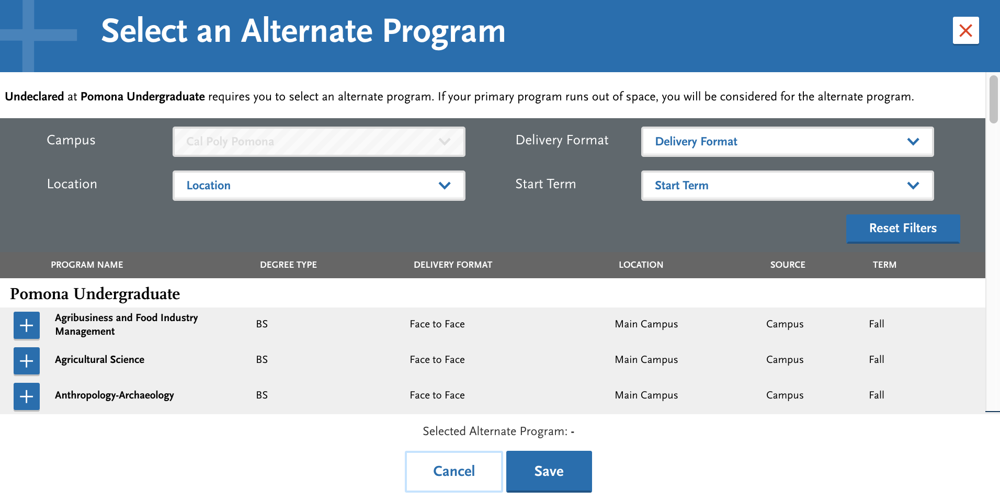 Select an Alternate Program
Undeclared at Pomona Undergraduate requires you to select an alternate program. If your primary program runs out of space, you will be considered for the alternate program.
Campus Cal Poly Pomona Delivery Format Delivery Format
Location Location Start Term Start Term
Reset Filters
PROGRAM NAME DEGREE TYPE DELIVERY FORMAT LOCATION SOURCE TERM
Pomona Undergraduate
Agribusiness and Food Industry
Management BS Face to Face Main Campus Campus Fall
Agricultural Science BS Face to Face Main Campus Campus Fall
Anthropology-Archaeology BS Face to Face Main Campus Campus Fall
Selected Alternate Program: -
Cancel Save